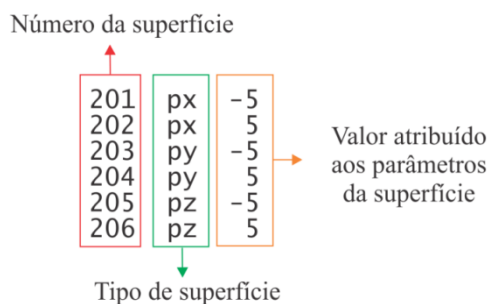 Número da superfície
201 px -5
202 px 5
203 py -5
204 py 5
205 pz -5
206 pz 5
Valor atribuído
aos parâmetros
da superfície
Tipo de superfície